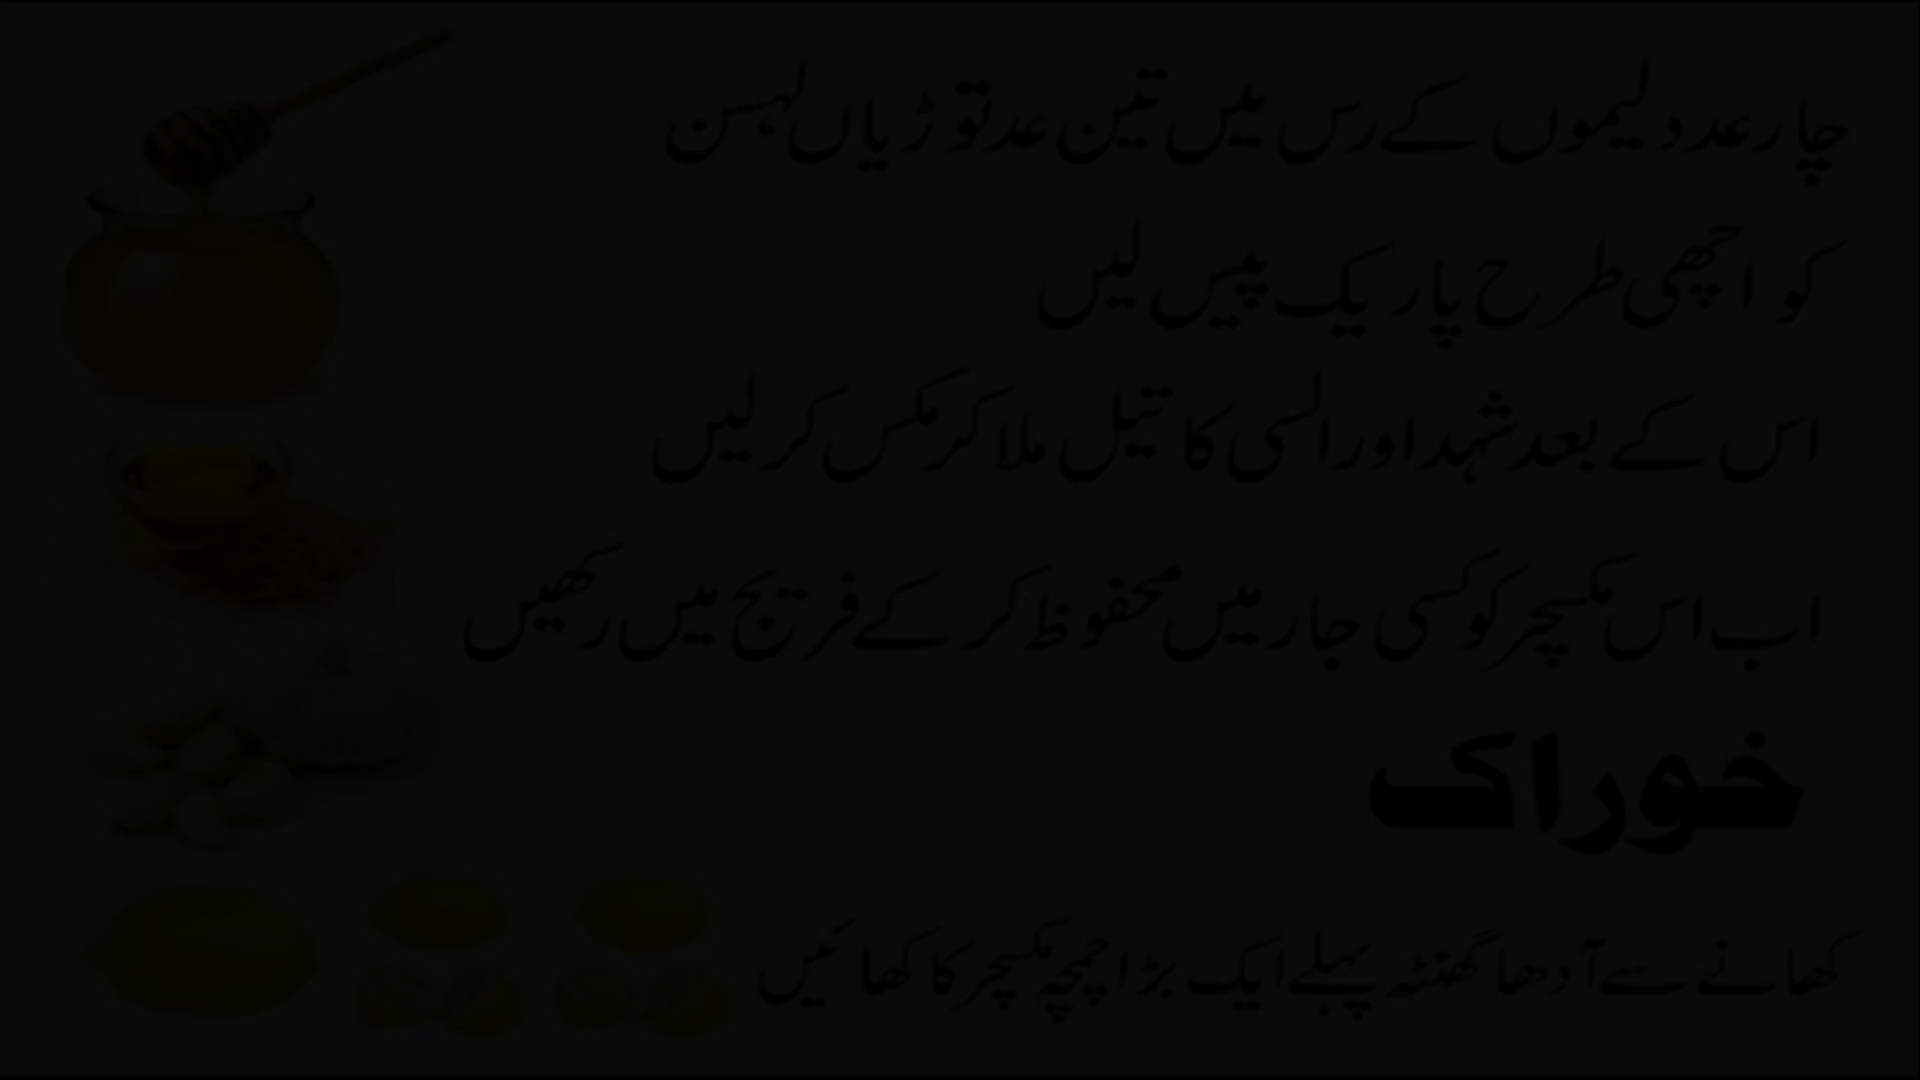 چار عدد لیموں کے رس میں تین عدد توڑیاں لہسن
کو اچھی طرح پاریک پیس لیں
اس کے بعد شہد اور السی کا تیل ملا کر مکس کر لیں
اب اس مکسچر کو کسی جار میں محفوظ کر کے فریج میں رکھیں
خوراک
کھانے سے آدھا گھنٹہ پہلے ایک بڑا چمچہ مکسچر کا کھائیں